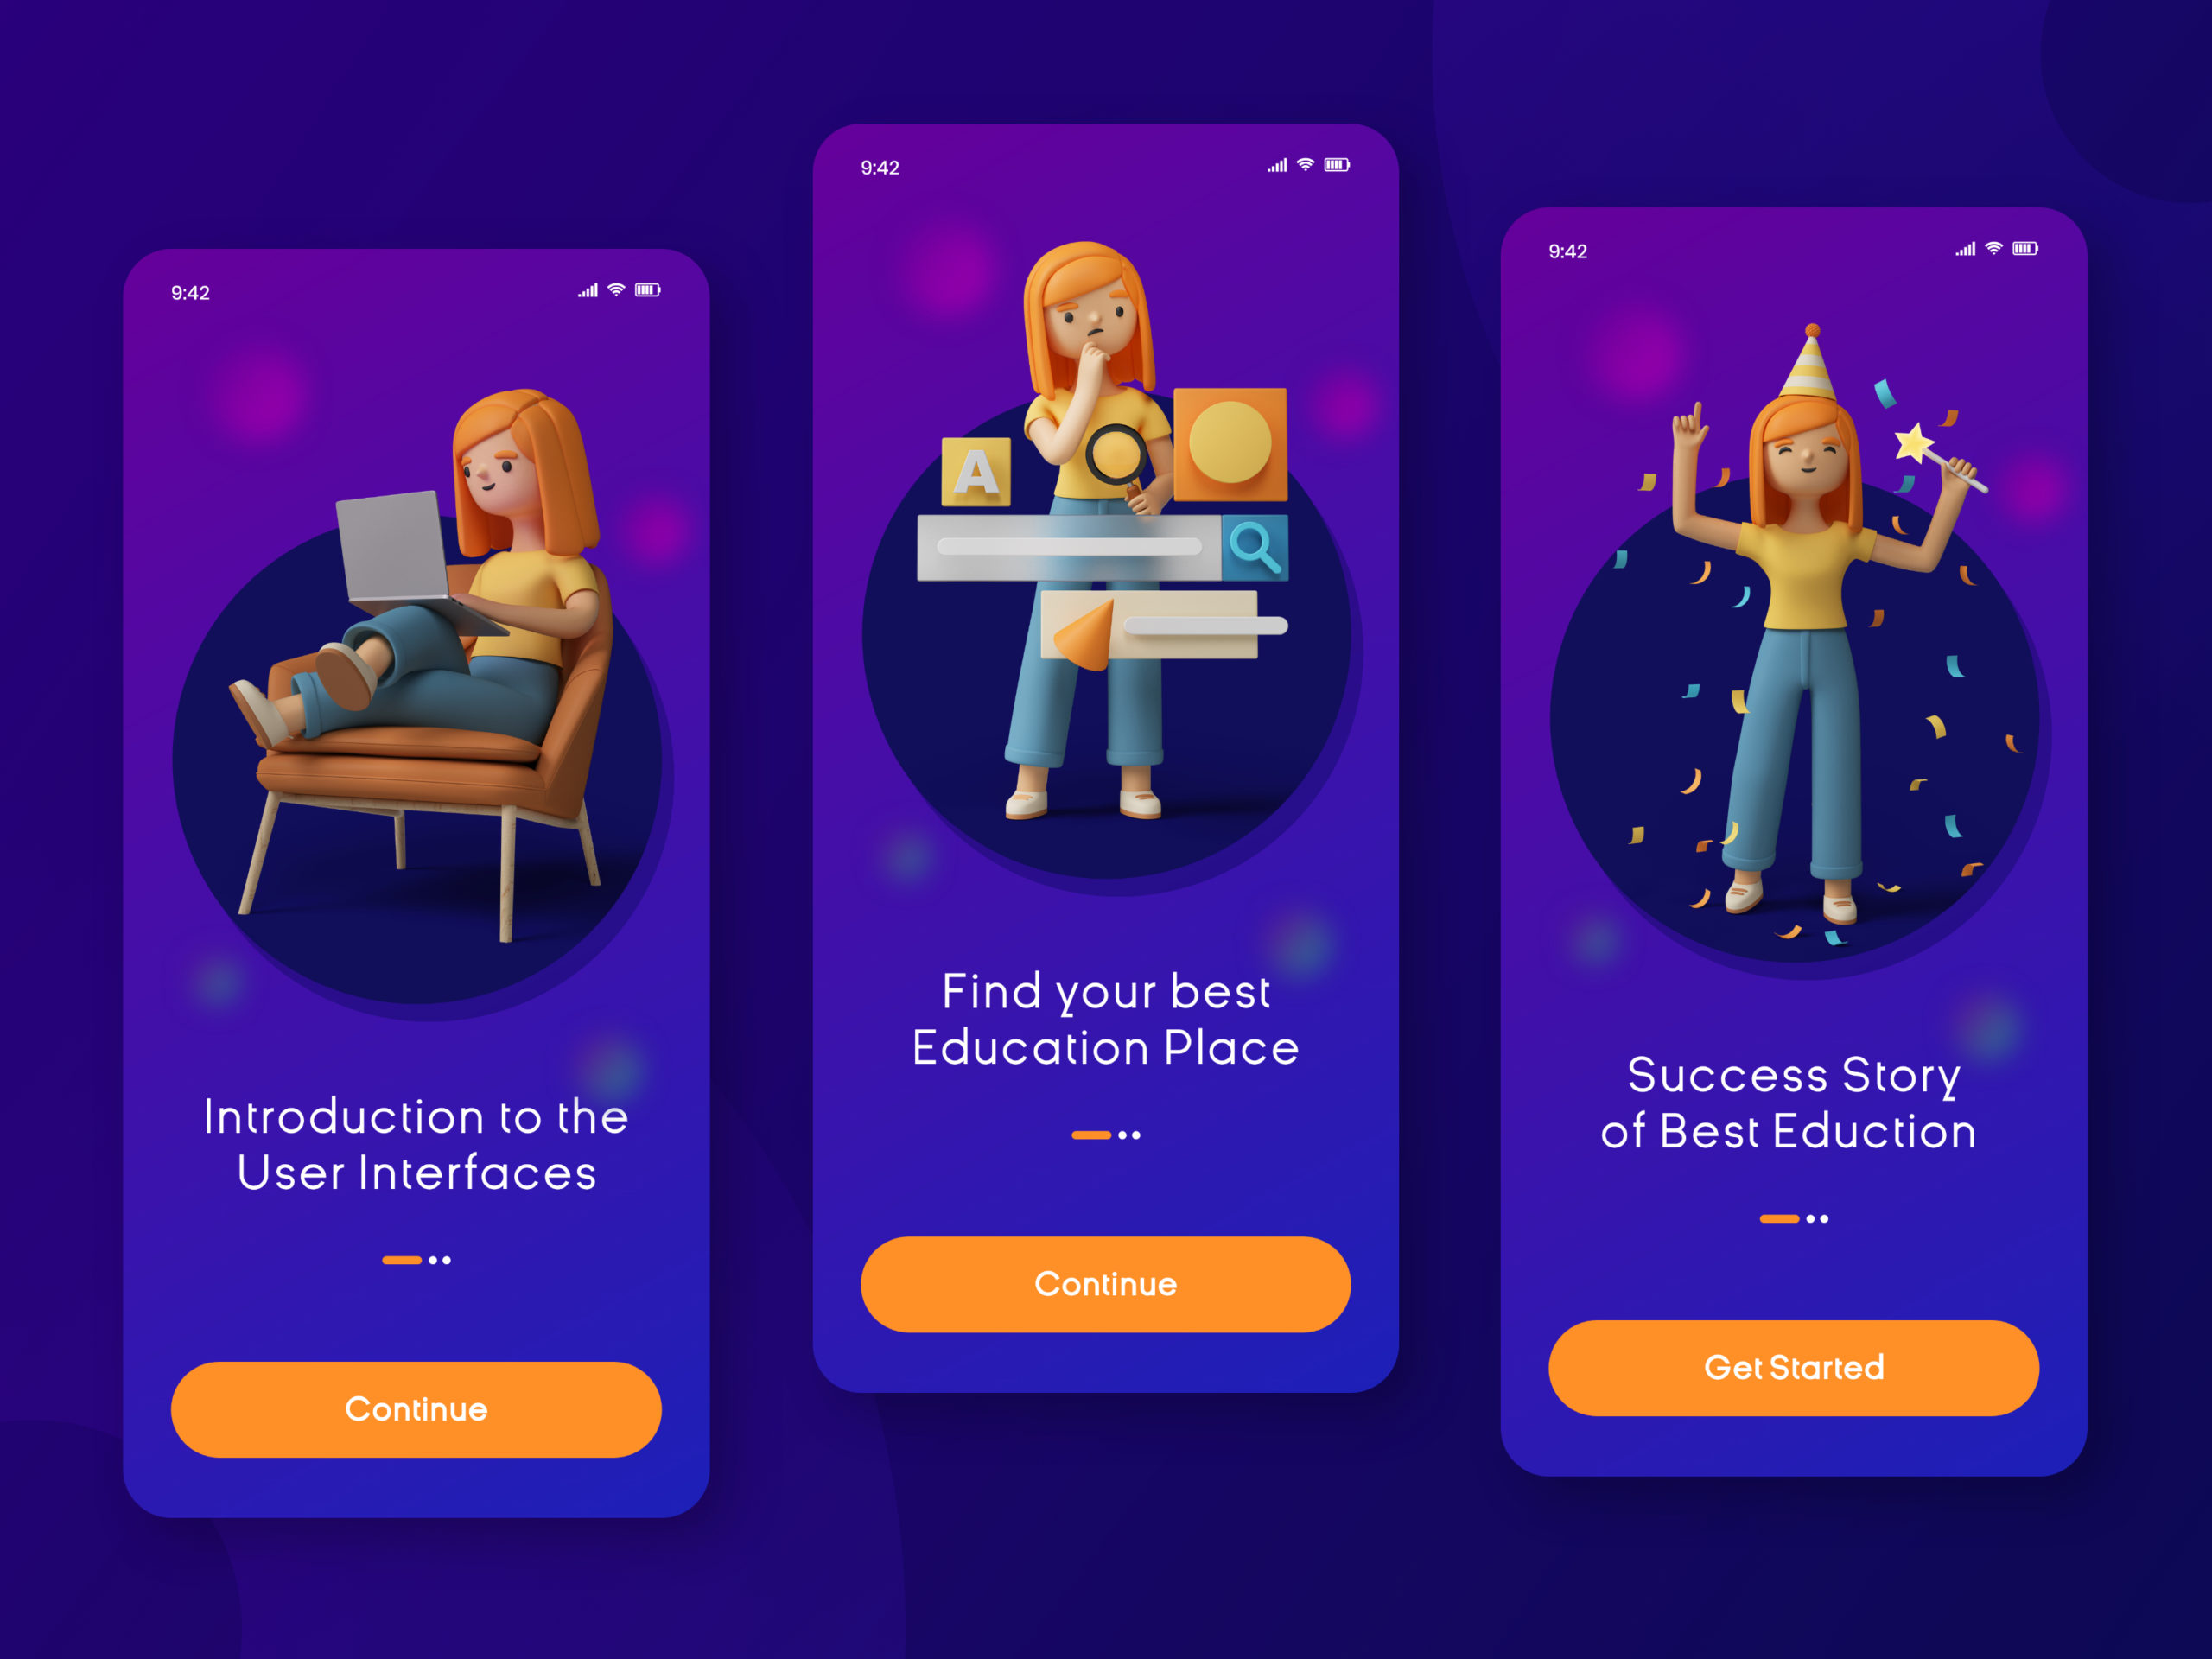 9:42
Introduction to the
User Interfaces
Continue
9:42
A
Find your best
Education Place
Continue
9:42
Success Story
of Best Eduction
Get Started